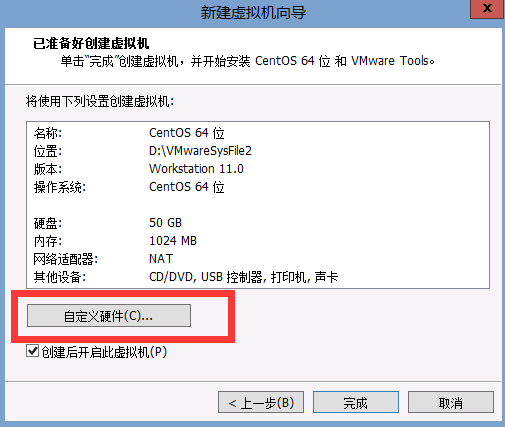 新建虚拟机向导
已准备好创建虚拟机
单击“完成”创建虚拟机，并开始安装 CentOS 64 位 和 VMware Tools。
将使用下列设置创建虚拟机:
名称: CentOS 64 位
位置: D:\VMwareSysFile2
版本: Workstation 11.0
操作系统: CentOS 64 位
硬盘: 50 GB
内存: 1024 MB
网络适配器: NAT
其他设备: CD/DVD, USB 控制器, 打印机, 声卡
自定义硬件(C)...
创建后开启此虚拟机(P)
< 上一步(B) 完成 取消